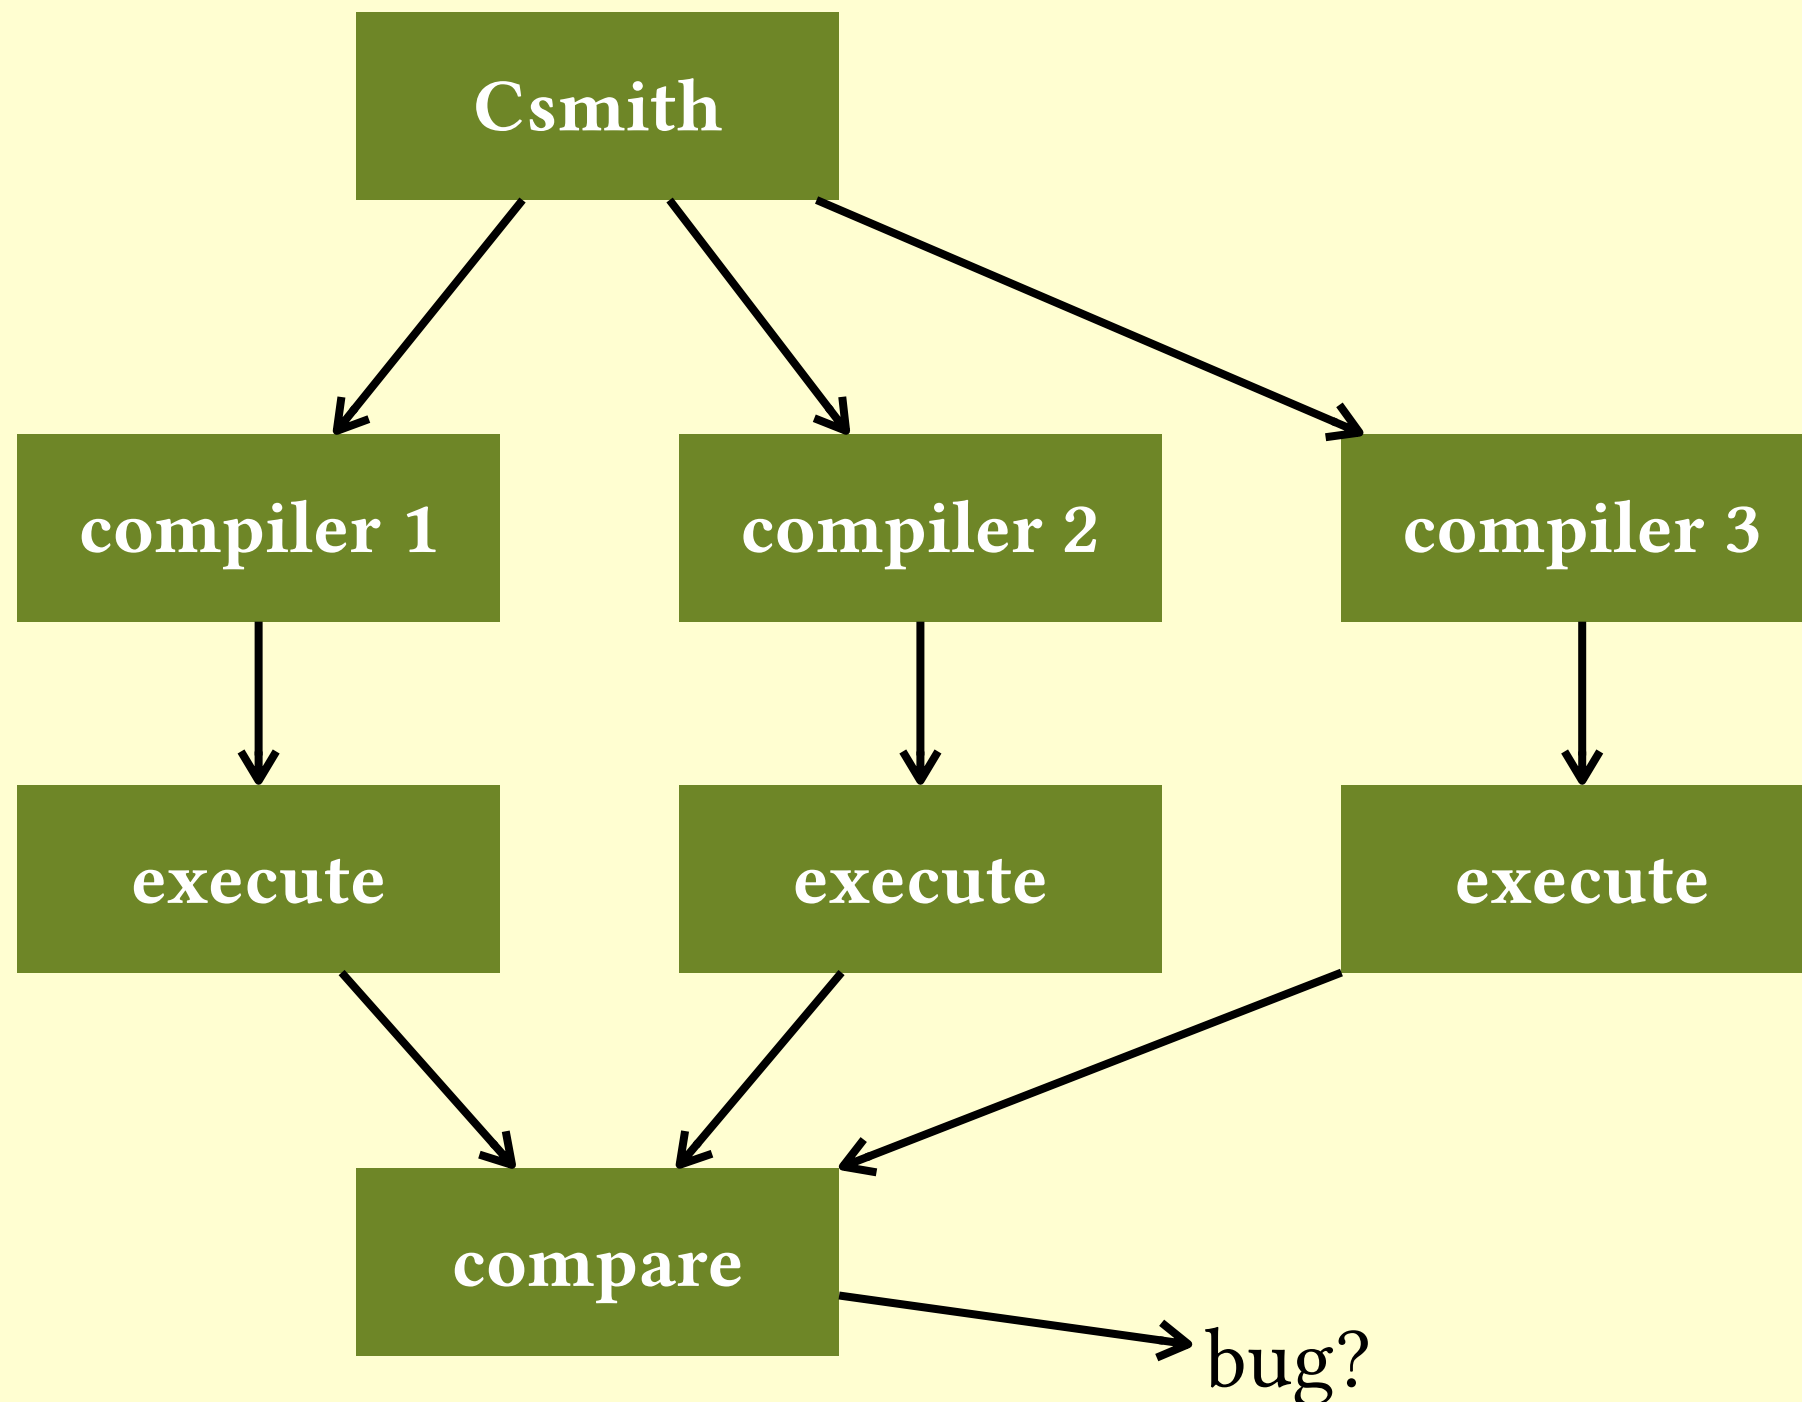 Csmith
compiler 1
compiler 2
compiler 3
execute
execute
execute
compare
bug?